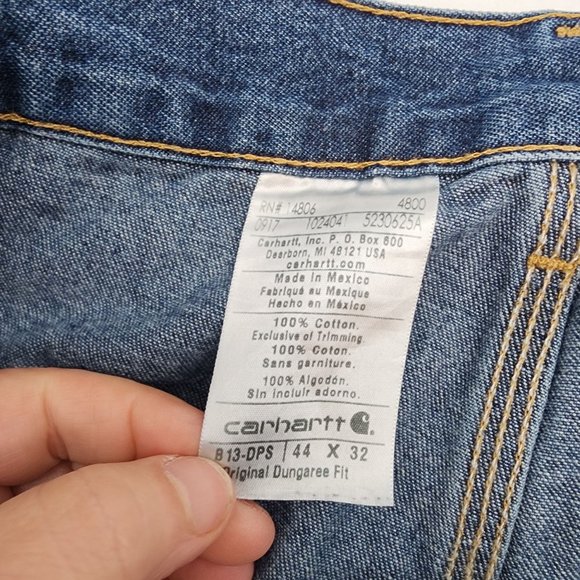 RN# 14806 4800
0917 1024041 5230625A
Carhartt, Inc. P. O. Box 600
Dearborn, MI 48121 USA
carhartt.com
Made in Mexico
Fabriqué au Mexique
Hecho en México
100% Cotton.
Exclusive of Trimming.
100% Coton.
Sans garniture.
100% Algodón.
Sin incluir adorno.
carhartt
B13-DPS 44 X 32
Original Dungaree Fit